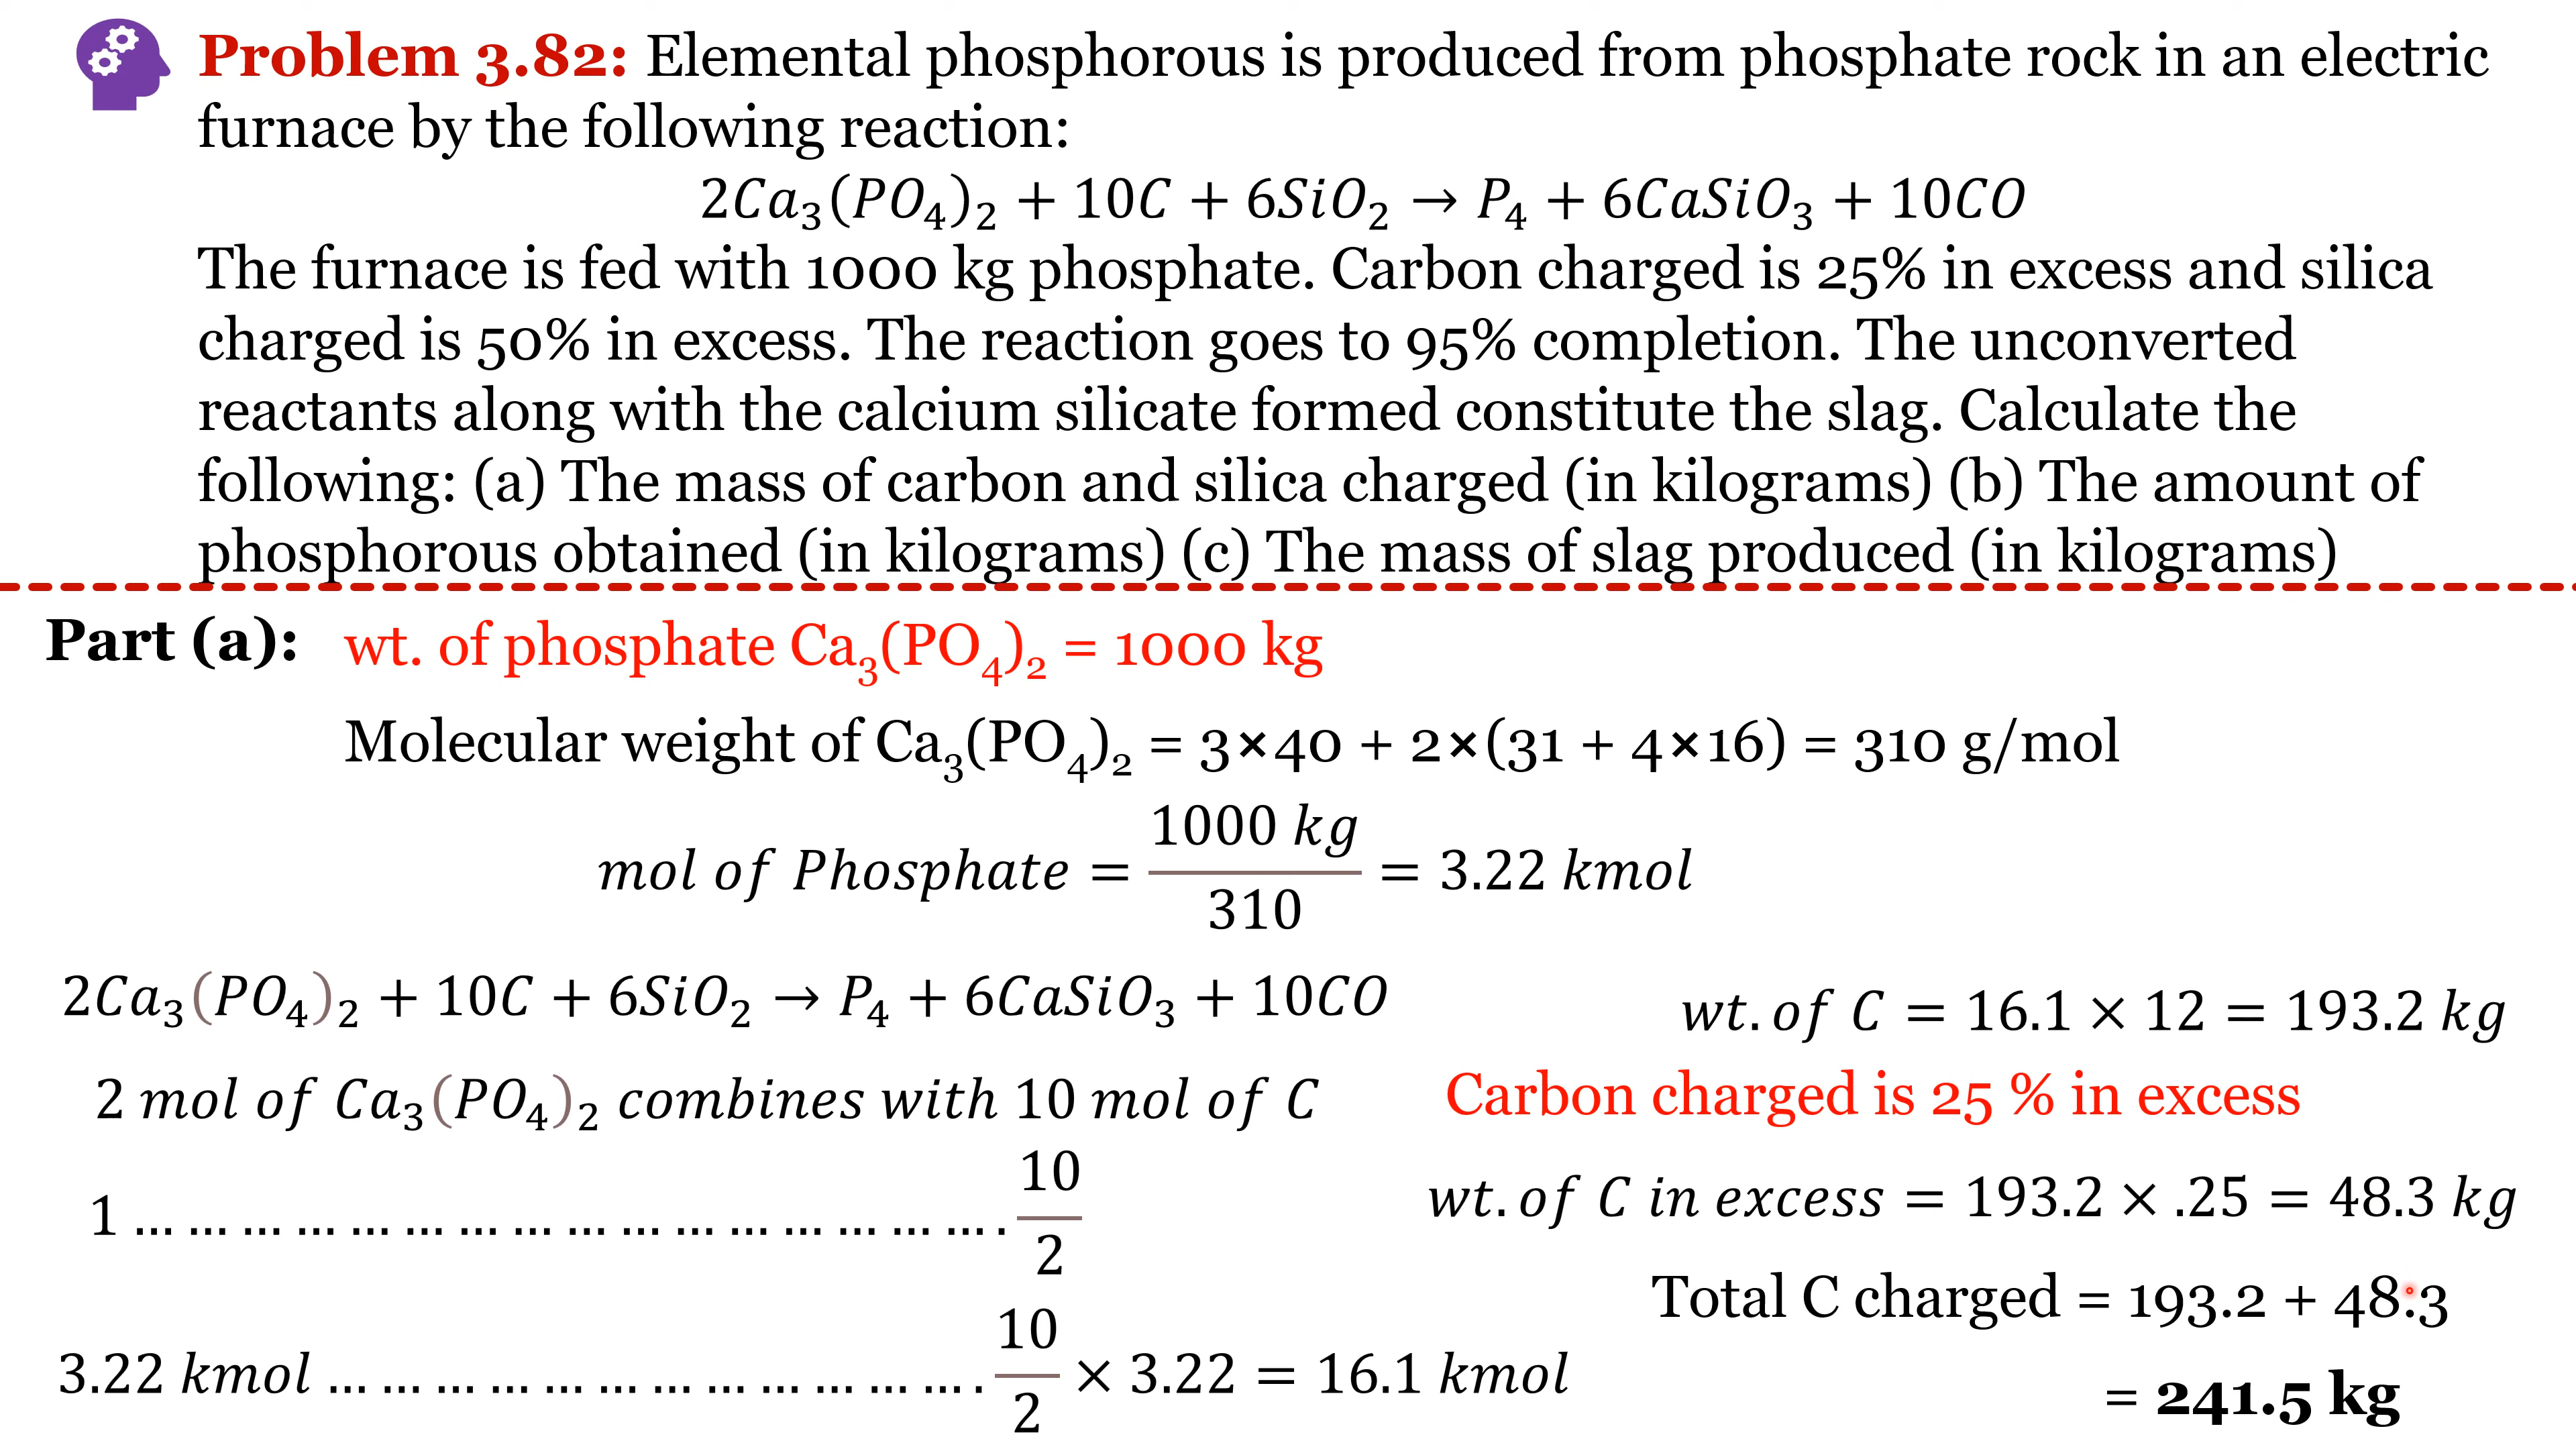 Problem 3.82: Elemental phosphorous is produced from phosphate rock in an electric
furnace by the following reaction:
2Ca₃(PO₄)₂ + 10C + 6SiO₂ → P₄ + 6CaSiO₃ + 10CO
The furnace is fed with 1000 kg phosphate. Carbon charged is 25% in excess and silica
charged is 50% in excess. The reaction goes to 95% completion. The unconverted
reactants along with the calcium silicate formed constitute the slag. Calculate the
following: (a) The mass of carbon and silica charged (in kilograms) (b) The amount of
phosphorous obtained (in kilograms) (c) The mass of slag produced (in kilograms)
Part (a): wt. of phosphate Ca₃(PO₄)₂ = 1000 kg
Molecular weight of Ca₃(PO₄)₂ = 3×40 + 2×(31 + 4×16) = 310 g/mol
mol of Phosphate = 1000 kg / 310 = 3.22 kmol
2Ca₃(PO₄)₂ + 10C + 6SiO₂ → P₄ + 6CaSiO₃ + 10CO
2 mol of Ca₃(PO₄)₂ combines with 10 mol of C
1 … … … … … … … … … … … … … … … …. 10/2
3.22 kmol … … … … … … … … … … … …. 10/2 × 3.22 = 16.1 kmol
wt. of C = 16.1 × 12 = 193.2 kg
Carbon charged is 25 % in excess
wt. of C in excess = 193.2 × .25 = 48.3 kg
Total C charged = 193.2 + 48.3
= 241.5 kg